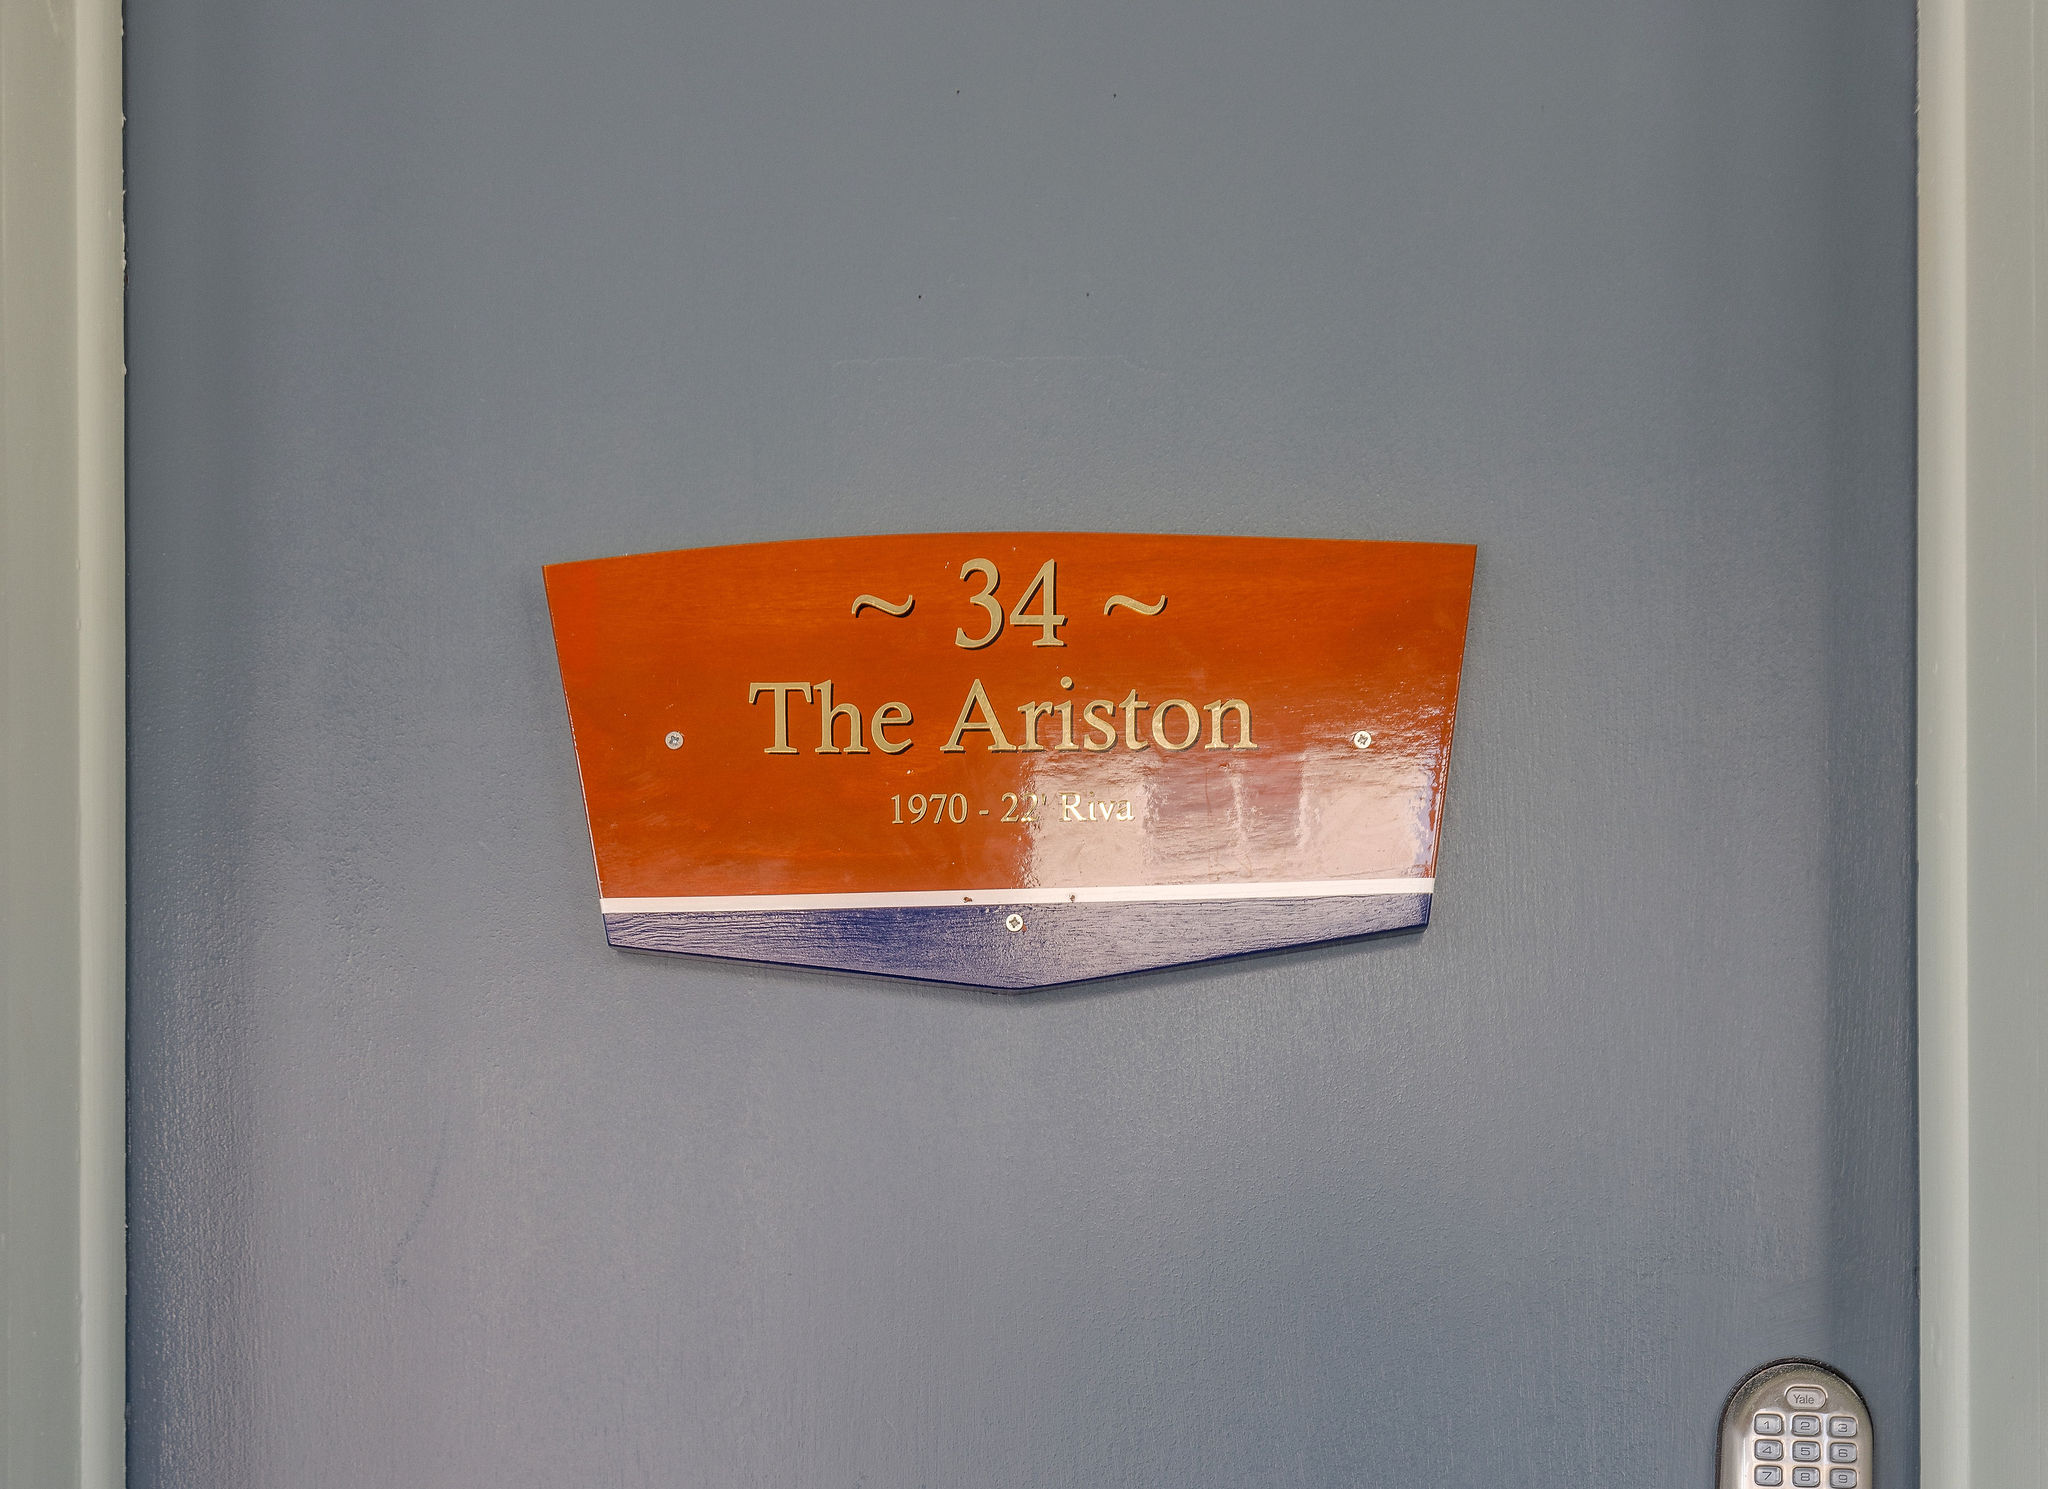 ~ 34 ~
The Ariston
1970 - 22' Riva
Yale
1 2 3
4 5 6
7 8 9